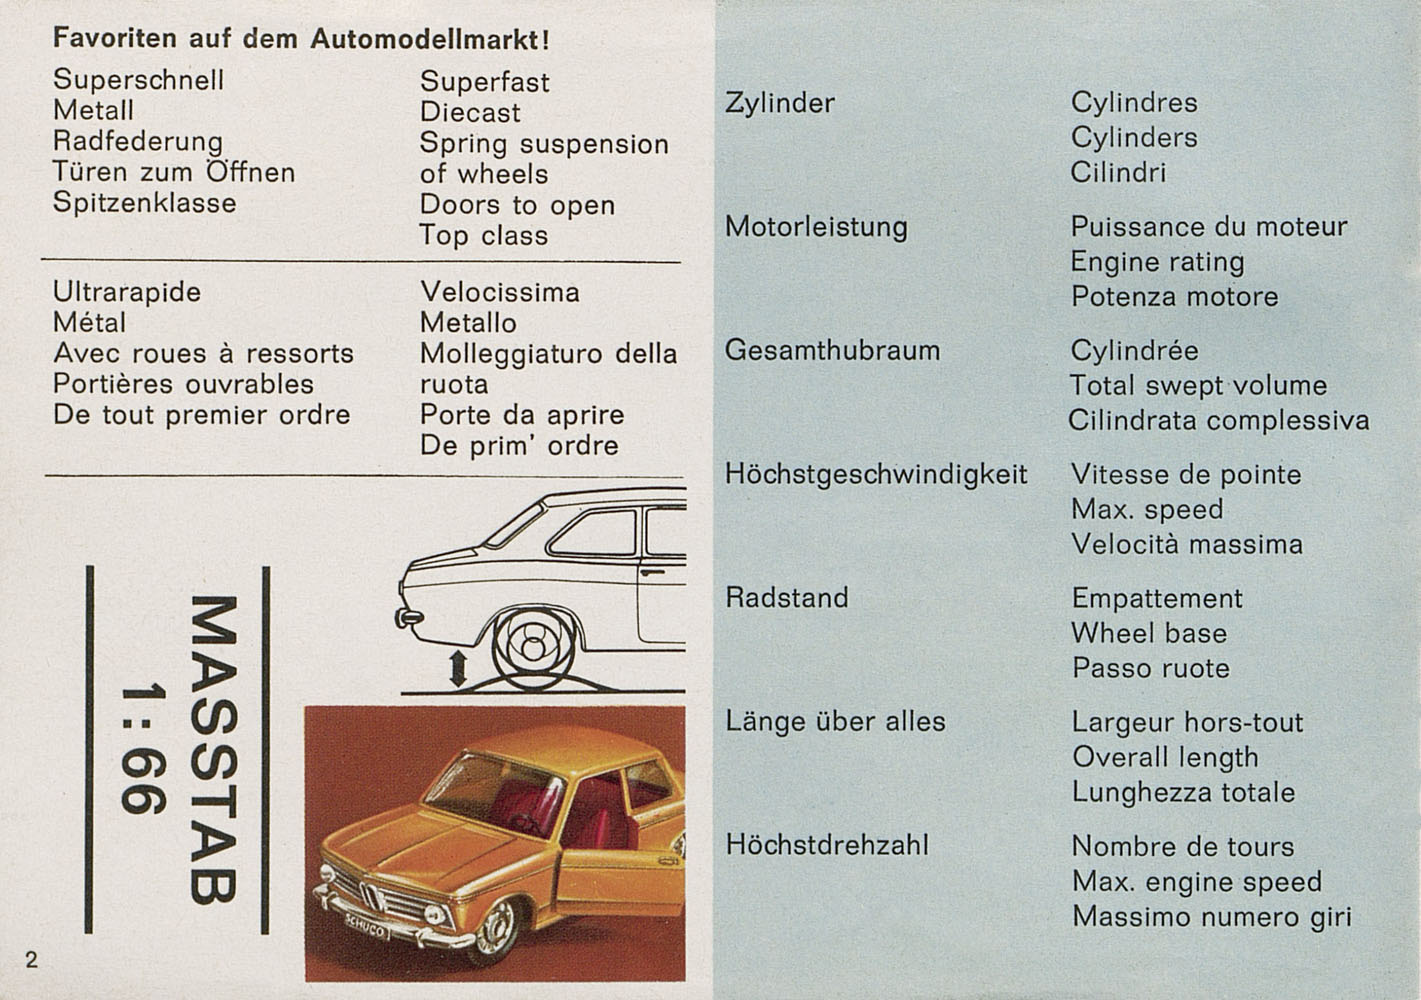 Favoriten auf dem Automodellmarkt!
Superschnell
Metall
Radfederung
Türen zum Öffnen
Spitzenklasse
Superfast
Diecast
Spring suspension
of wheels
Doors to open
Top class
Ultrarapide
Métal
Avec roues à ressorts
Portières ouvrables
De tout premier ordre
Velocissima
Metallo
Molleggiaturo della
ruota
Porte da aprire
De prim' ordre
MASSTAB
1:66
SCHUCO
2
Zylinder
Cylindres
Cylinders
Cilindri
Motorleistung
Puissance du moteur
Engine rating
Potenza motore
Gesamthubraum
Cylindrée
Total swept volume
Cilindrata complessiva
Höchstgeschwindigkeit
Vitesse de pointe
Max. speed
Velocità massima
Radstand
Empattement
Wheel base
Passo ruote
Länge über alles
Largeur hors-tout
Overall length
Lunghezza totale
Höchstdrehzahl
Nombre de tours
Max. engine speed
Massimo numero giri